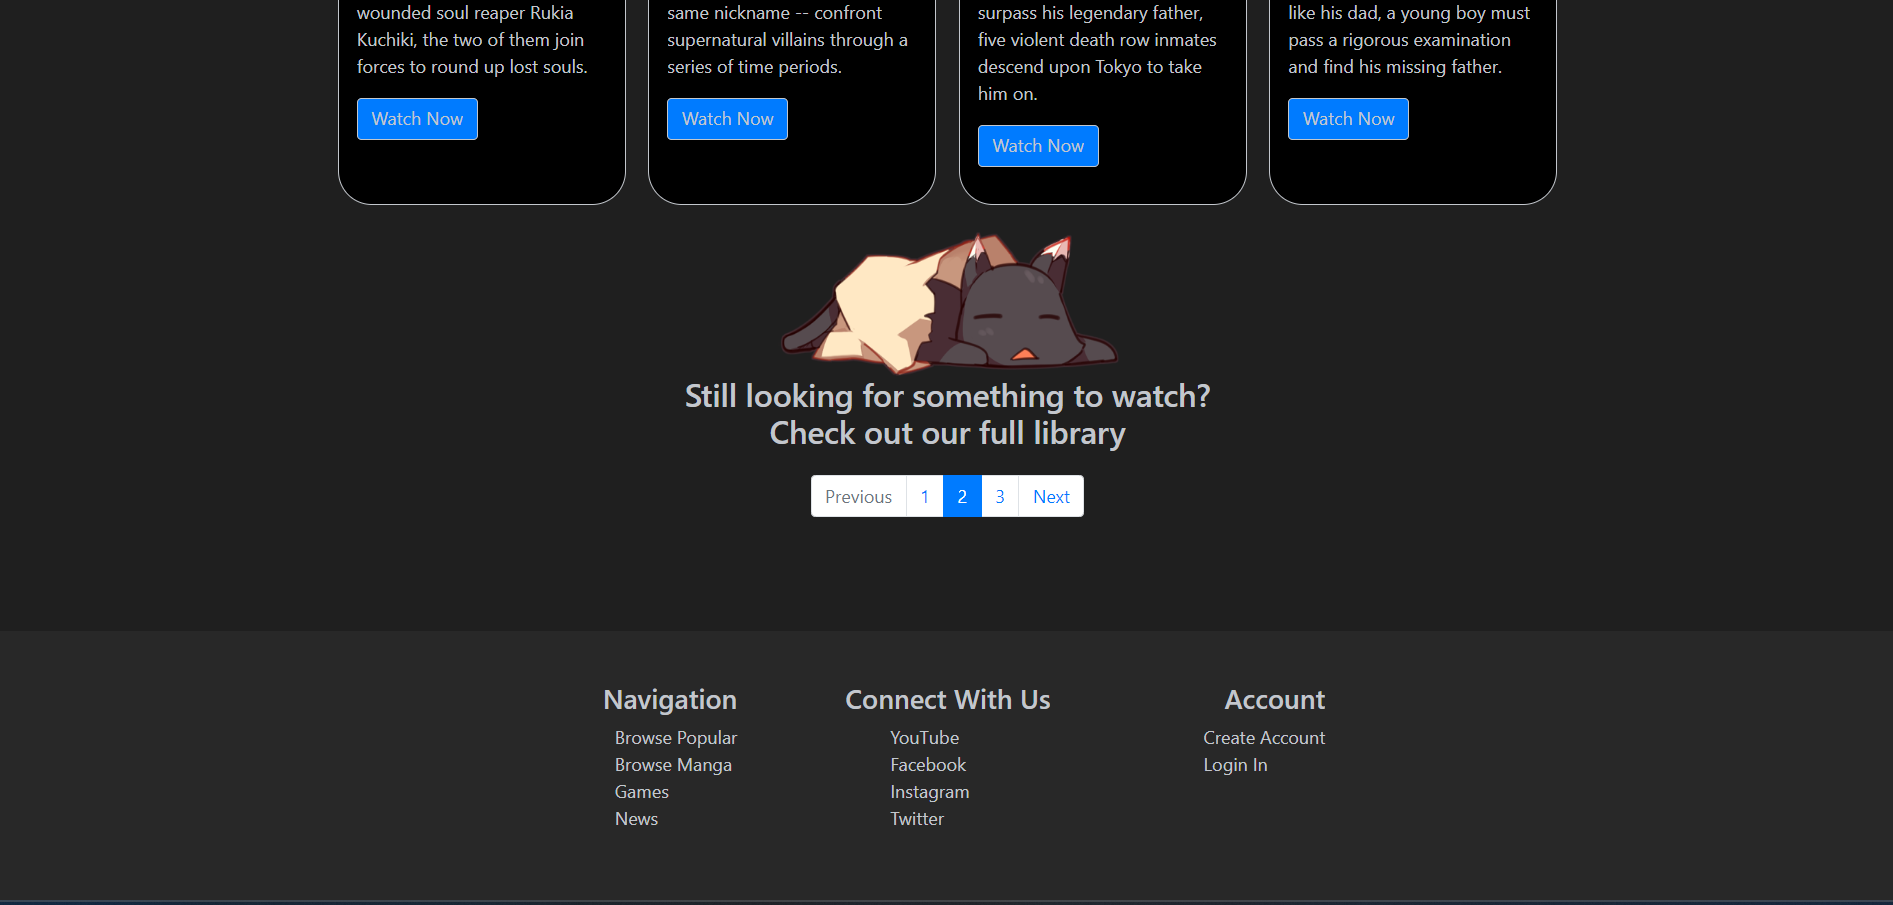 wounded soul reaper Rukia
Kuchiki, the two of them join
forces to round up lost souls.
Watch Now
same nickname -- confront
supernatural villains through a
series of time periods.
Watch Now
surpass his legendary father,
five violent death row inmates
descend upon Tokyo to take
him on.
Watch Now
like his dad, a young boy must
pass a rigorous examination
and find his missing father.
Watch Now
Still looking for something to watch?
Check out our full library
Previous 1 2 3 Next
Navigation
Browse Popular
Browse Manga
Games
News
Connect With Us
YouTube
Facebook
Instagram
Twitter
Account
Create Account
Login In